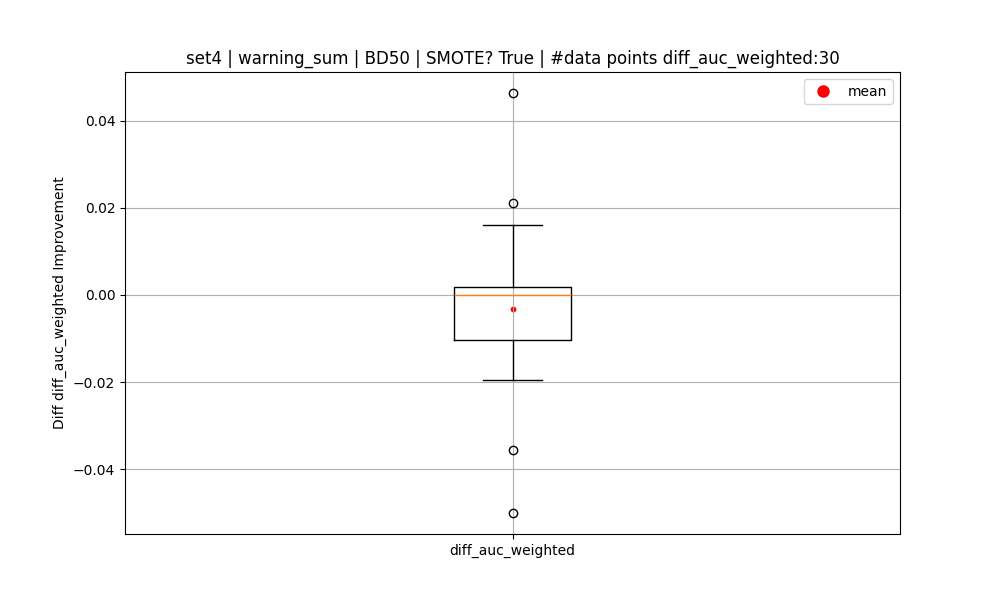 set4 | warning_sum | BD50 | SMOTE? True | #data points diff_auc_weighted:30
mean
Diff diff_auc_weighted Improvement
0.04
0.02
0.00
−0.02
−0.04
diff_auc_weighted